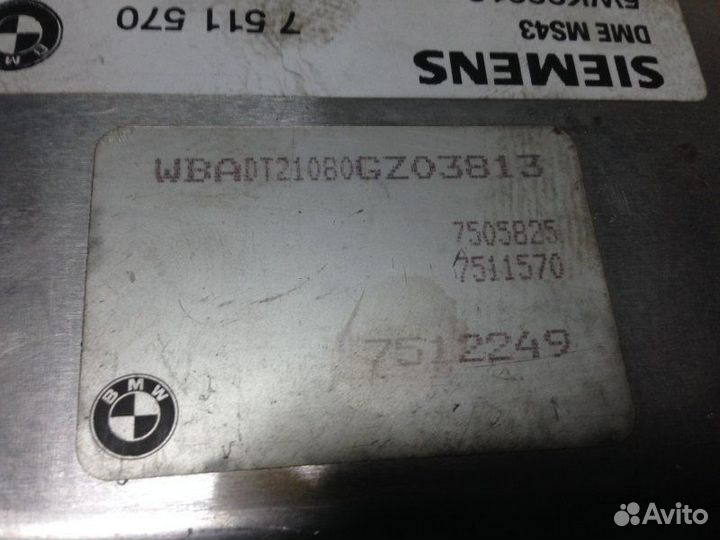 7 511 570
DME MS43
SIEMENS
WBADT21080GZ03813
7505825
7511570
7512249
BMW
Avito